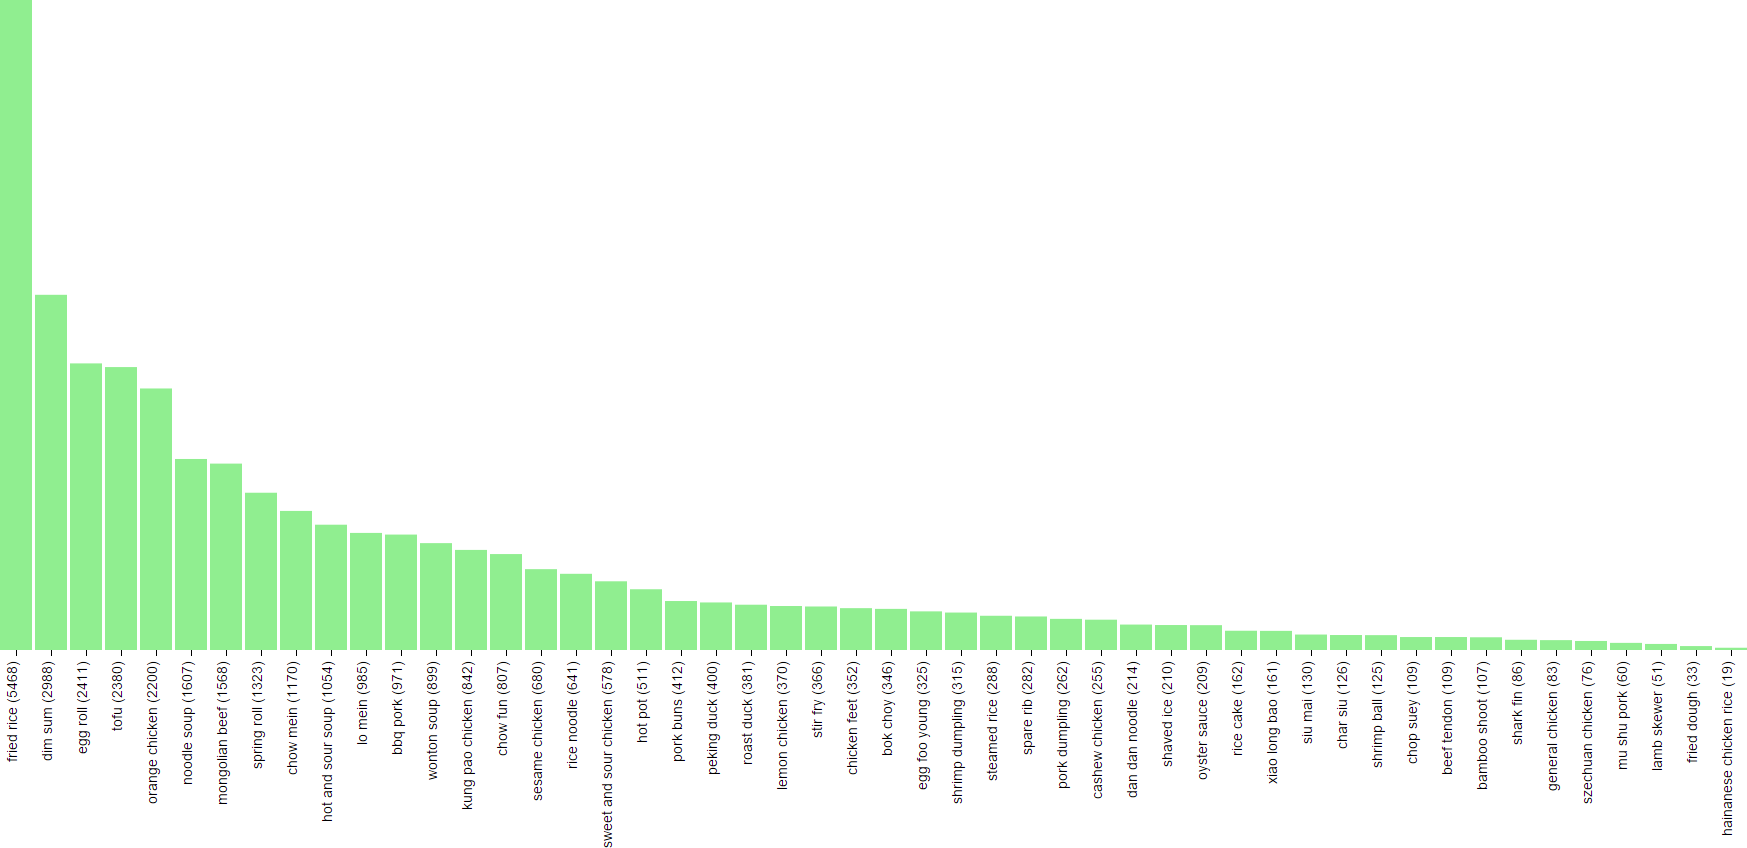 fried rice (5468)
dim sum (2988)
egg roll (2411)
tofu (2380)
orange chicken (2200)
noodle soup (1607)
mongolian beef (1568)
spring roll (1323)
chow mein (1170)
hot and sour soup (1054)
lo mein (985)
bbq pork (971)
wonton soup (899)
kung pao chicken (842)
chow fun (807)
sesame chicken (680)
rice noodle (641)
sweet and sour chicken (578)
hot pot (511)
pork buns (412)
peking duck (400)
roast duck (381)
lemon chicken (370)
stir fry (366)
chicken feet (352)
bok choy (346)
egg foo young (325)
shrimp dumpling (315)
steamed rice (288)
spare rib (282)
pork dumpling (262)
cashew chicken (255)
dan dan noodle (214)
shaved ice (210)
oyster sauce (209)
rice cake (162)
xiao long bao (161)
siu mai (130)
char siu (126)
shrimp ball (125)
chop suey (109)
beef tendon (109)
bamboo shoot (107)
shark fin (86)
general chicken (83)
szechuan chicken (76)
mu shu pork (60)
lamb skewer (51)
fried dough (33)
hainanese chicken rice (19)